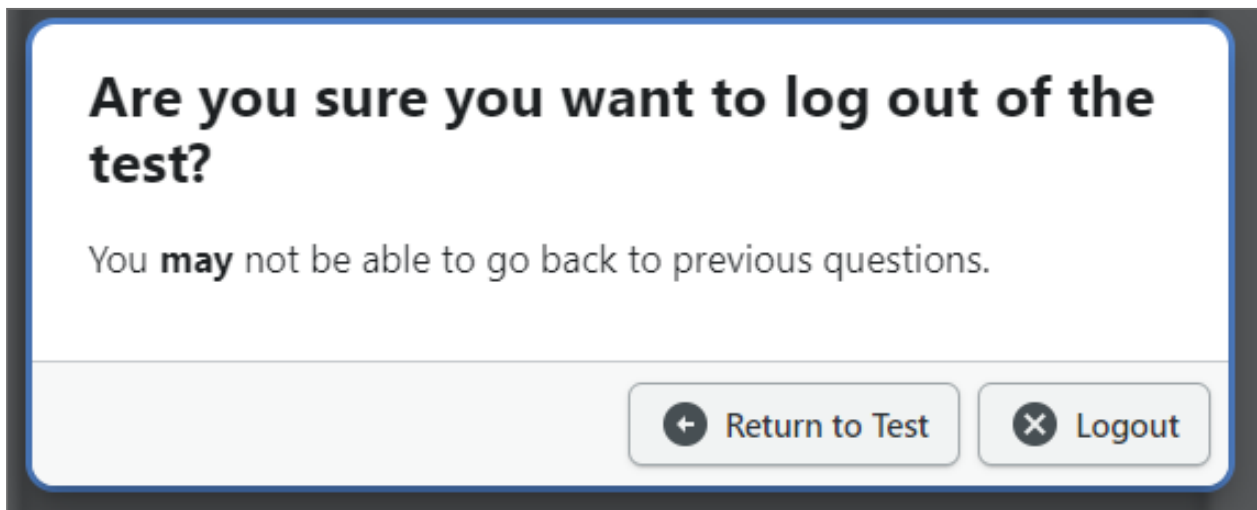 Are you sure you want to log out of the
test?
You may not be able to go back to previous questions.
Return to Test
Logout